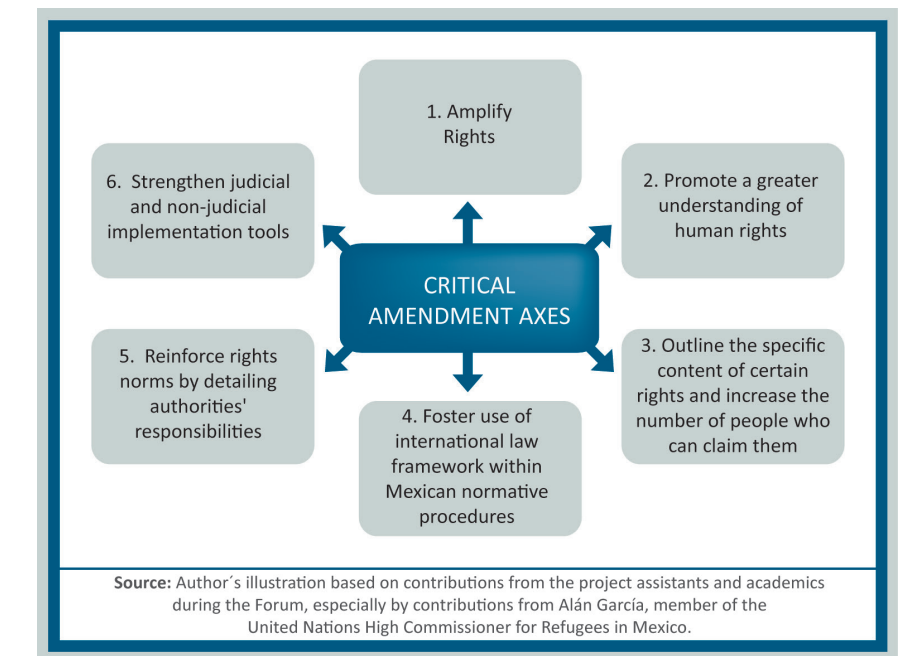 1. Amplify
Rights
2. Promote a greater
understanding of
human rights
3. Outline the specific
content of certain
rights and increase the
number of people who
can claim them
4. Foster use of
international law
framework within
Mexican normative
procedures
5. Reinforce rights
norms by detailing
authorities'
responsibilities
6. Strengthen judicial
and non-judicial
implementation tools
CRITICAL
AMENDMENT AXES
Source: Author´s illustration based on contributions from the project assistants and academics
during the Forum, especially by contributions from Alán García, member of the
United Nations High Commissioner for Refugees in Mexico.